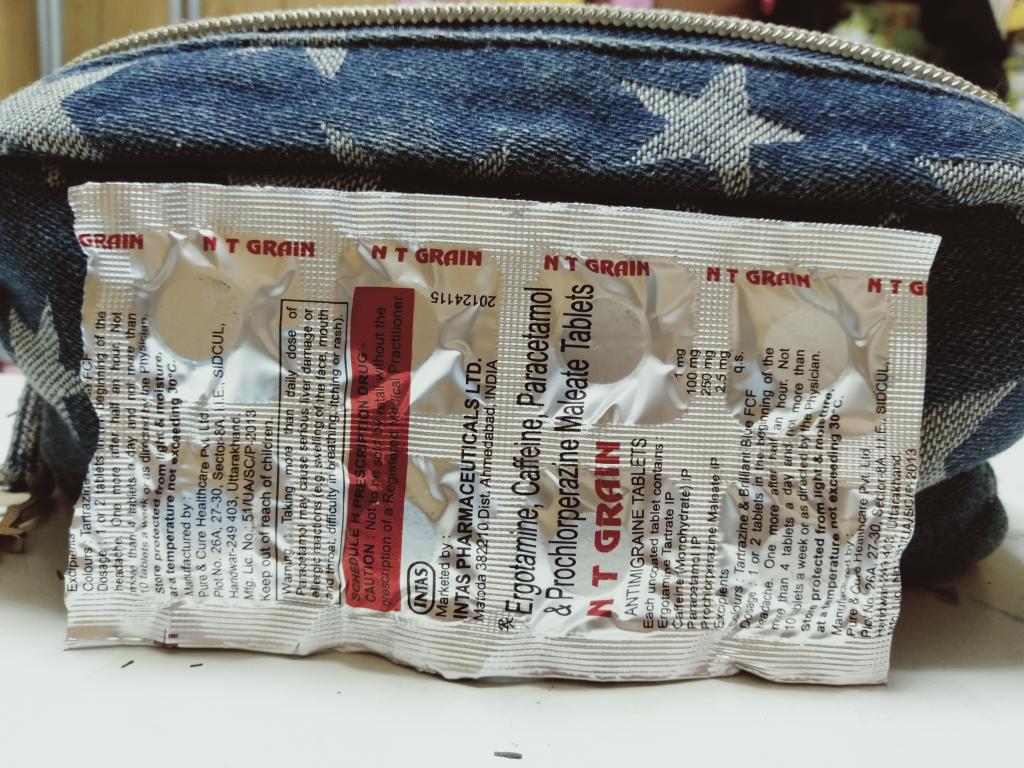 GRAIN
N T GRAIN
N T GRAIN
N T GRAIN
N T GRAIN
N T G
Colours : Tartrazine &
Dosage : 1 or 2 tablets in the beginning of the
headache. One more after half an hour. Not
more than 4 tablets a day and not more than
10 tablets a week or as directed by the Physician.
Store protected from light & moisture,
at a temperature not exceeding 30°C.
Manufactured by :
Pure & Cure Healthcare Pvt. Ltd.
Plot No. 26A, 27-30, Sector-8A, I.I.E., SIDCUL,
Haridwar-249 403, Uttarakhand.
Mfg. Lic No.: 51/UA/SC/P-2013
Keep out of reach of children.
Warning : Taking more than daily dose of
Paracetamol may cause serious liver damage or
allergic reactions (e.g. swelling of the face, mouth
and throat, difficulty in breathing, itching or rash).
SCHEDULE H PRESCRIPTION DRUG -
CAUTION : Not to be sold by retail without the
prescription of a Registered Medical Practitioner
20124115
INTAS
Marketed by :
INTAS PHARMACEUTICALS LTD.
Matoda 382210 Dist. Ahmedabad. INDIA
Rx
Ergotamine, Caffeine, Paracetamol
& Prochlorperazine Maleate Tablets
N T GRAIN
ANTIMIGRAINE TABLETS
Each uncoated tablet contains
Ergotamine Tartrate IP 1 mg
Caffeine (Monohydrate) IP 100 mg
Paracetamol IP 250 mg
Prochlorperazine Maleate IP 2.5 mg
Excipients q.s.
Colours : Tartrazine & Brilliant Blue FCF
Dosage : 1 or 2 tablets in the beginning of the
headache. One more after half an hour. Not
more than 4 tablets a day and not more than
10 tablets a week or as directed by the Physician.
Store protected from light & moisture,
at a temperature not exceeding 30°C.
Manufactured by :
Pure & Cure Healthcare Pvt. Ltd.
Plot No. 26A, 27-30, Sector-8A, I.I.E., SIDCUL,
Haridwar-249 403, Uttarakhand.